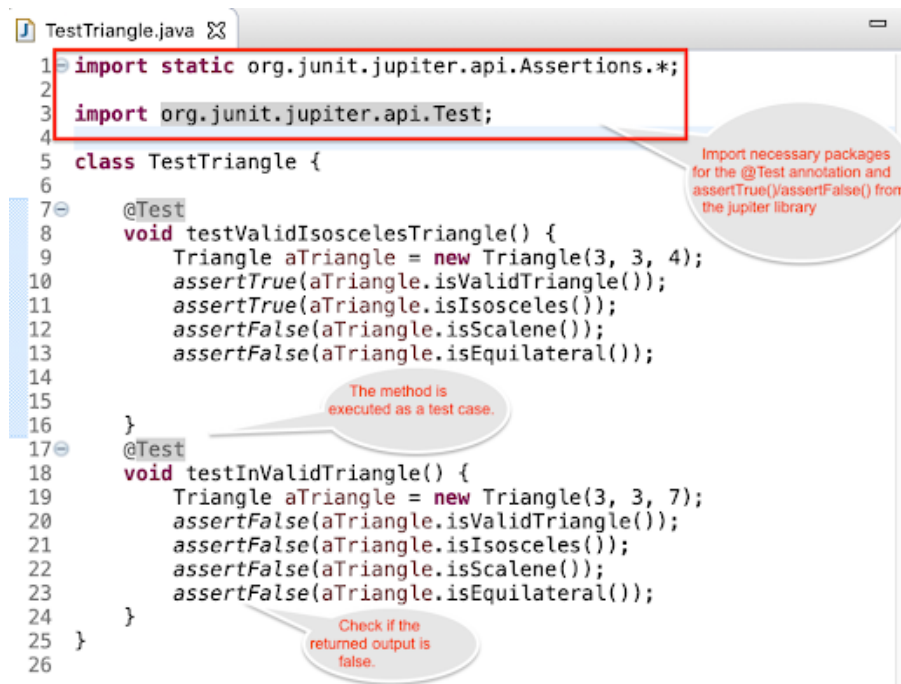 TestTriangle.java
1 import static org.junit.jupiter.api.Assertions.*;
2
3 import org.junit.jupiter.api.Test;
4
5 class TestTriangle {
6
7 @Test
8 void testValidIsoscelesTriangle() {
9 Triangle aTriangle = new Triangle(3, 3, 4);
10 assertTrue(aTriangle.isValidTriangle());
11 assertTrue(aTriangle.isIsosceles());
12 assertFalse(aTriangle.isScalene());
13 assertFalse(aTriangle.isEquilateral());
14
15
16 }
17 @Test
18 void testInValidTriangle() {
19 Triangle aTriangle = new Triangle(3, 3, 7);
20 assertFalse(aTriangle.isValidTriangle());
21 assertFalse(aTriangle.isIsosceles());
22 assertFalse(aTriangle.isScalene());
23 assertFalse(aTriangle.isEquilateral());
24 }
25 }
26
Import necessary packages
for the @Test annotation and
assertTrue()/assertFalse() from
the jupiter library
The method is
executed as a test case.
Check if the
returned output is
false.